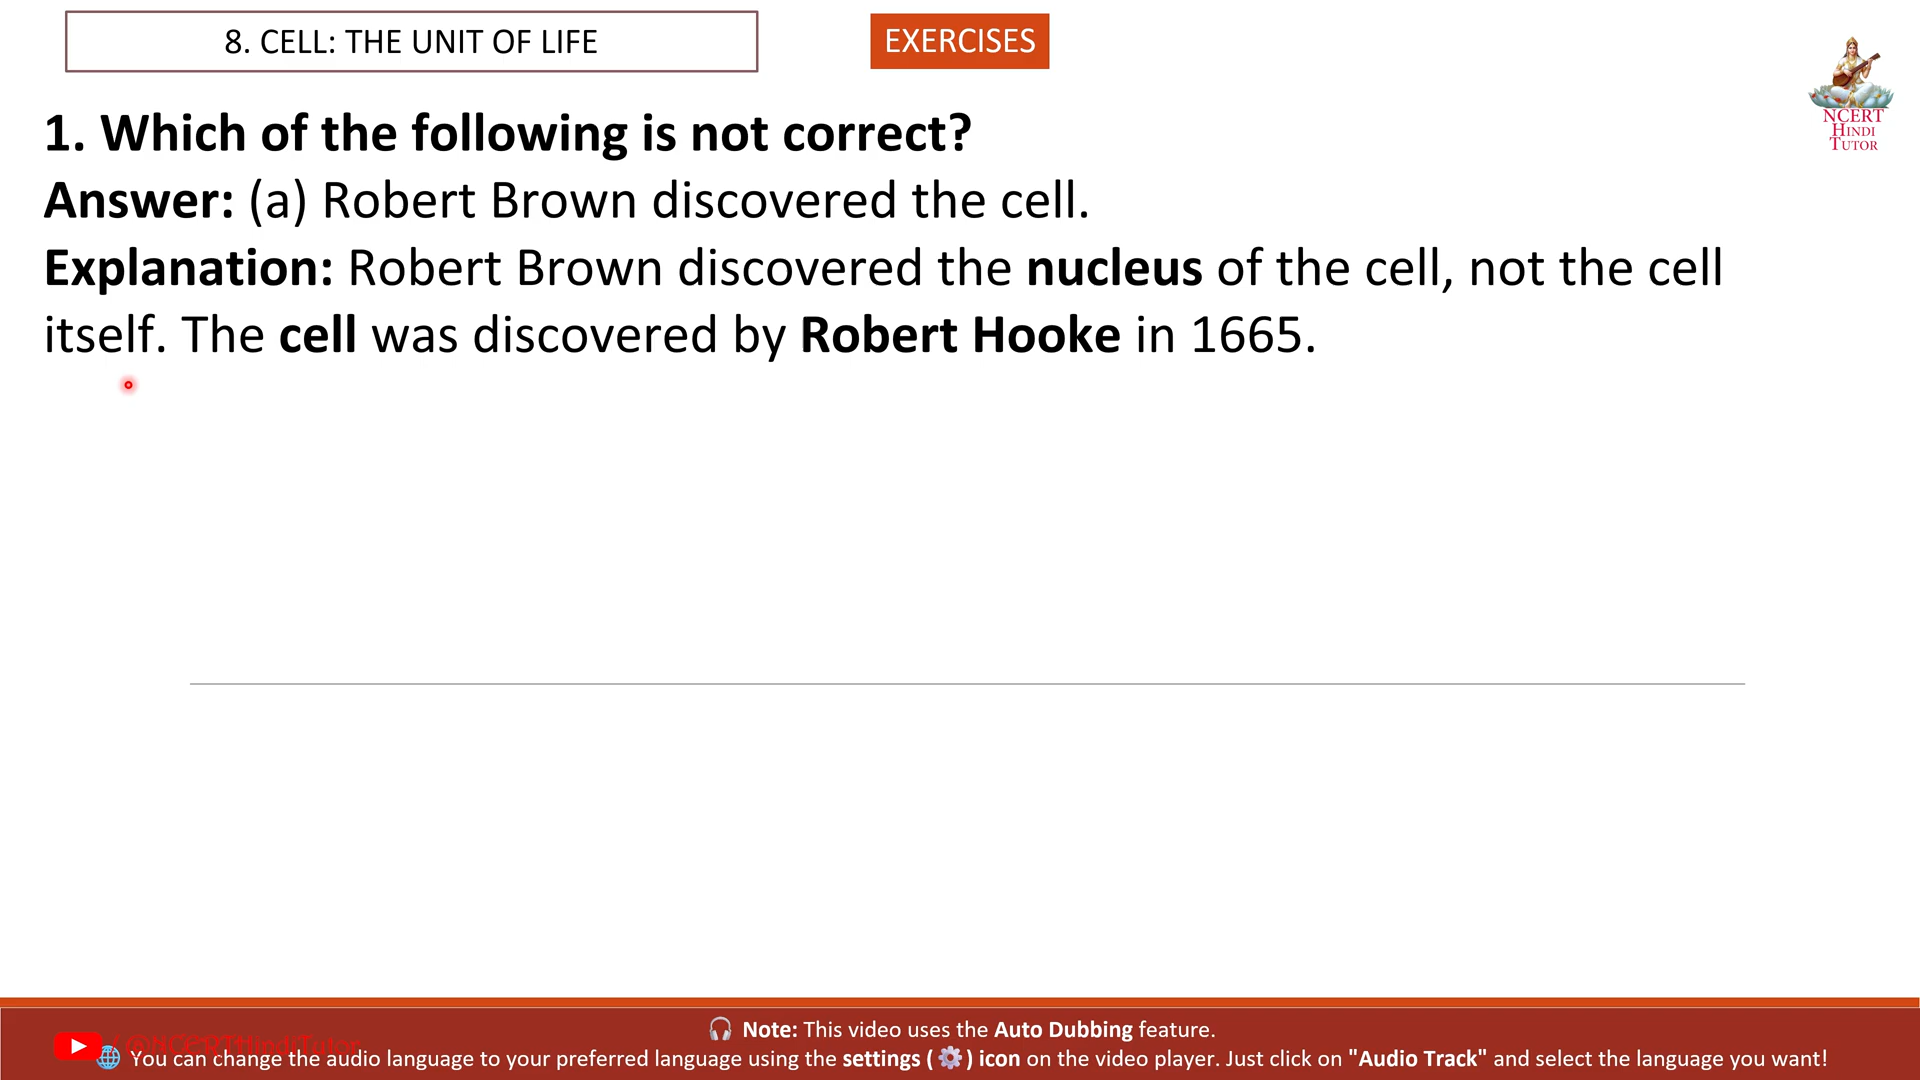 8. CELL: THE UNIT OF LIFE
EXERCISES
NCERT
HINDI
TUTOR
1. Which of the following is not correct?
Answer: (a) Robert Brown discovered the cell.
Explanation: Robert Brown discovered the nucleus of the cell, not the cell
itself. The cell was discovered by Robert Hooke in 1665.
Note: This video uses the Auto Dubbing feature.
You can change the audio language to your preferred language using the settings ( ) icon on the video player. Just click on "Audio Track" and select the language you want!